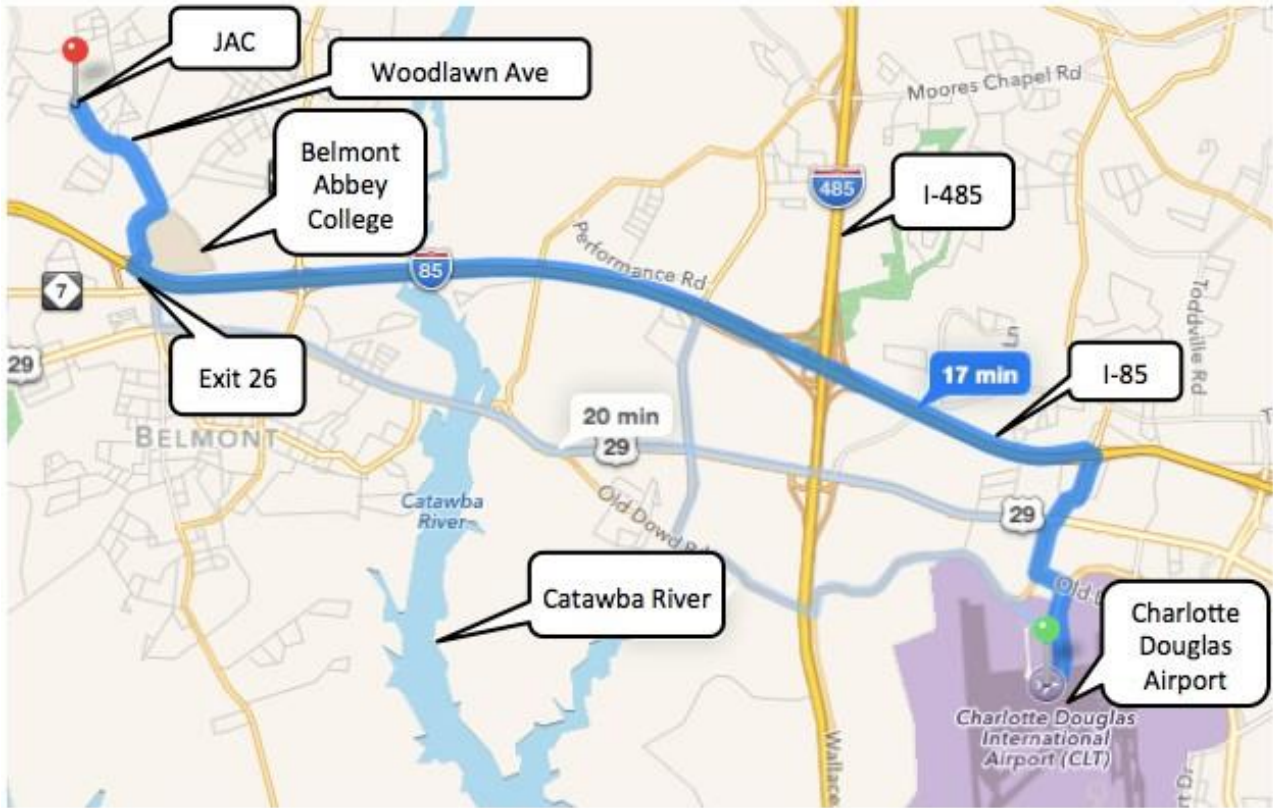 JAC
Woodlawn Ave
Moores Chapel Rd
Belmont
Abbey
College
485
I-485
Performance Rd
85
7
Toddville Rd
Ln
29
Exit 26
17 min
I-85
20 min
29
BELMONT
Catawba
River
Old Dowd Rd
29
Catawba River
Old
Charlotte
Douglas
Airport
Charlotte Douglas
International
Airport (CLT)
Wallace